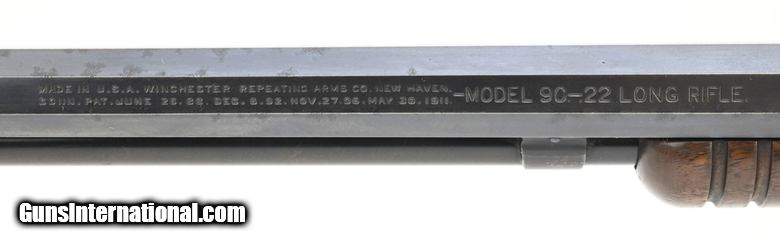 MADE IN U.S.A. WINCHESTER REPEATING ARMS CO. NEW HAVEN.
CONN. PAT. JUNE 26.88. DEC. 6.92. NOV. 27.06. MAY 30.1911.
-MODEL 90-22 LONG RIFLE.
GunsInternational.com